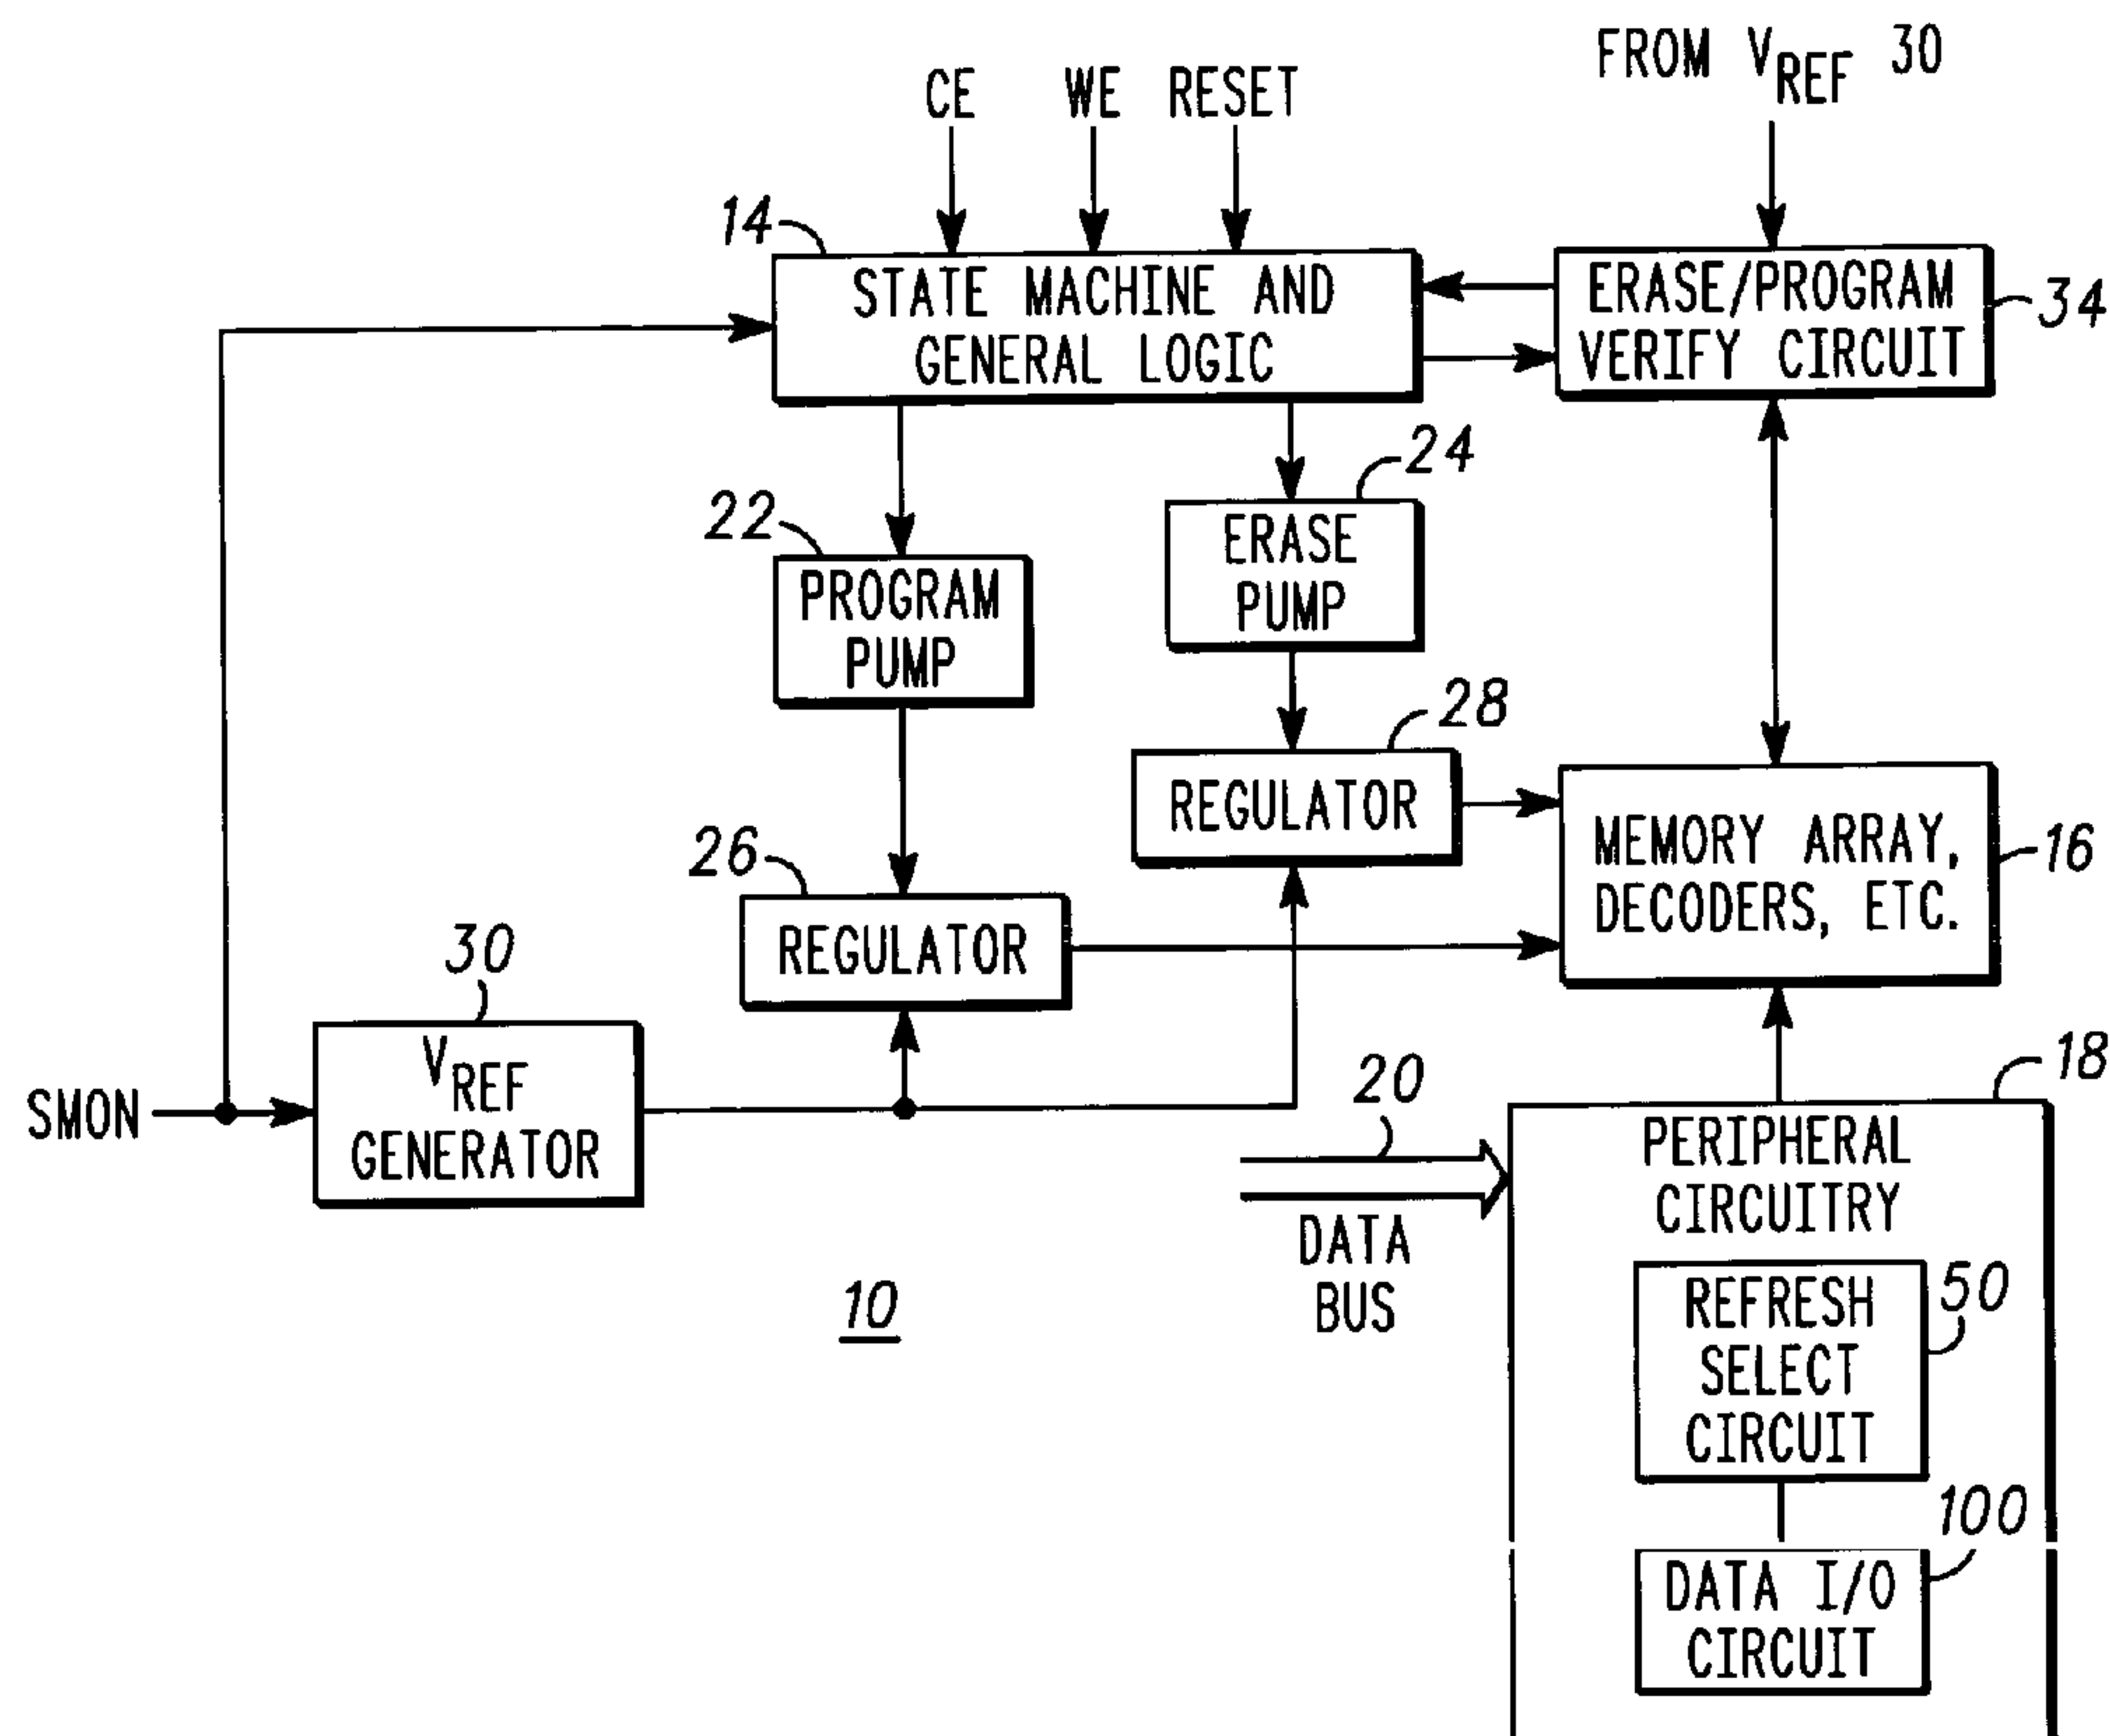 FROM VREF 30
CE WE RESET
14
STATE MACHINE AND
GENERAL LOGIC
ERASE/PROGRAM
VERIFY CIRCUIT
34
22
PROGRAM
PUMP
24
ERASE
PUMP
28
REGULATOR
26
REGULATOR
MEMORY ARRAY,
DECODERS, ETC.
16
30
VREF
GENERATOR
SMON
20
DATA
BUS
18
PERIPHERAL
CIRCUITRY
REFRESH
SELECT
CIRCUIT
50
100
DATA I/O
CIRCUIT
10